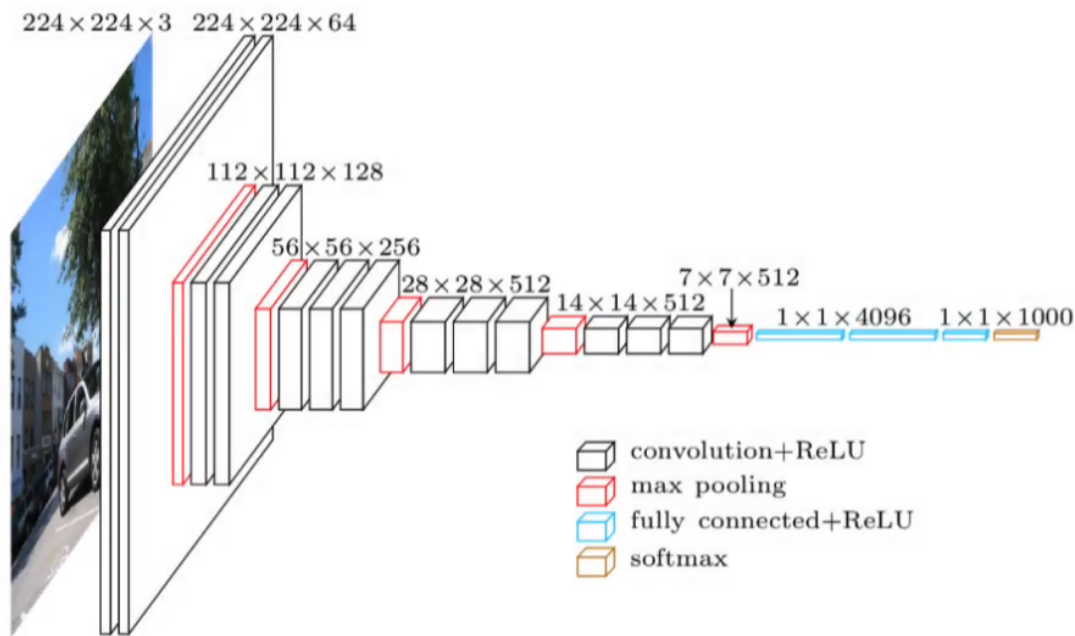 224×224×3
224×224×64
112×112×128
56×56×256
28×28×512
14×14×512
7×7×512
1×1×4096
1×1×1000
convolution+ReLU
max pooling
fully connected+ReLU
softmax